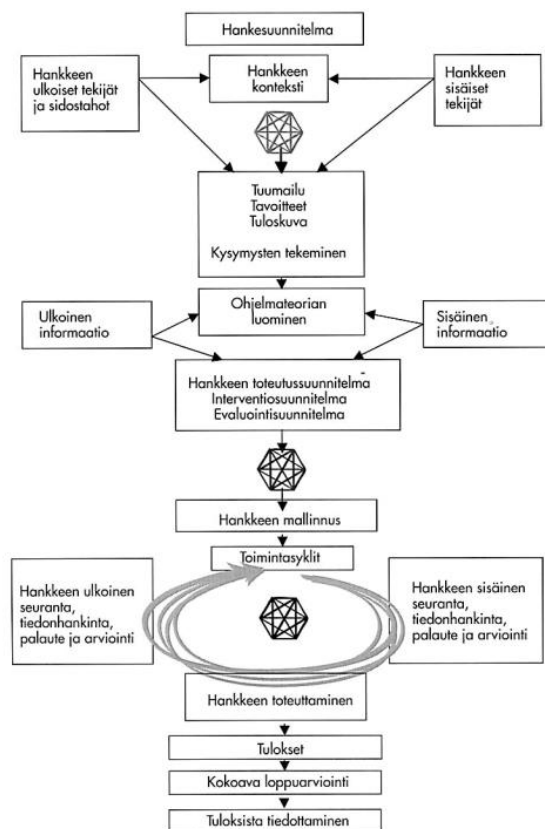 Hankesuunnitelma
Hankkeen
ulkoiset tekijät
ja sidostahot
Hankkeen
konteksti
Hankkeen
sisäiset
tekijät
Tuumailu
Tavoitteet
Tuloskuva
Kysymysten tekeminen
Ulkoinen
informaatio
Ohjelmateorian
luominen
Sisäinen
informaatio
Hankkeen toteutussuunnitelma
Interventiosuunnitelma
Evaluointisuunnitelma
Hankkeen mallinnus
Toimintasyklit
Hankkeen ulkoinen
seuranta,
tiedonhankinta,
palaute ja arviointi
Hankkeen sisäinen
seuranta,
tiedonhankinta,
palaute ja arviointi
Hankkeen toteuttaminen
Tulokset
Kokoava loppuarviointi
Tuloksista tiedottaminen